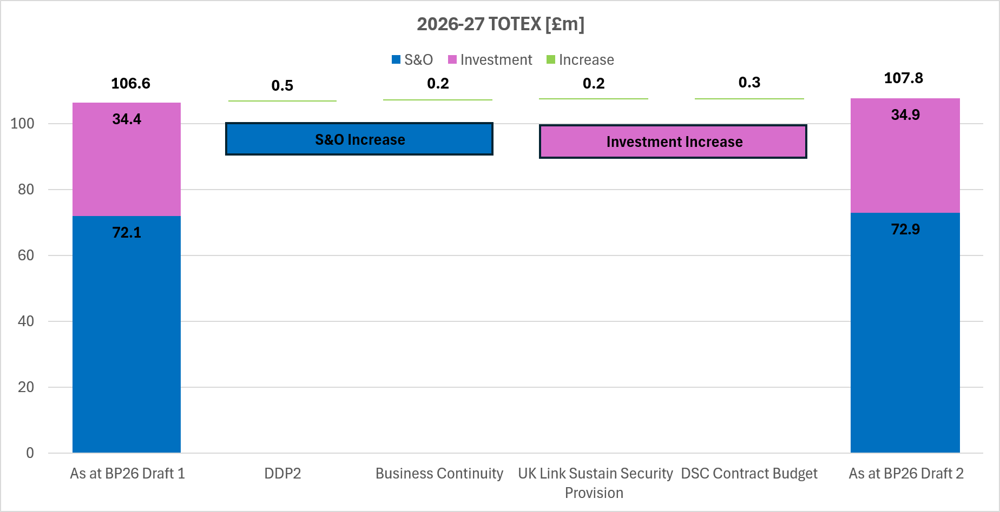 2026-27 TOTEX [£m]
S&O Investment Increase
106.6 0.5 0.2 0.2 0.3 107.8
34.4 34.9
100
S&O Increase Investment Increase
80
72.1 72.9
60
40
20
0
As at BP26 Draft 1 DDP2 Business Continuity UK Link Sustain Security DSC Contract Budget As at BP26 Draft 2
Provision